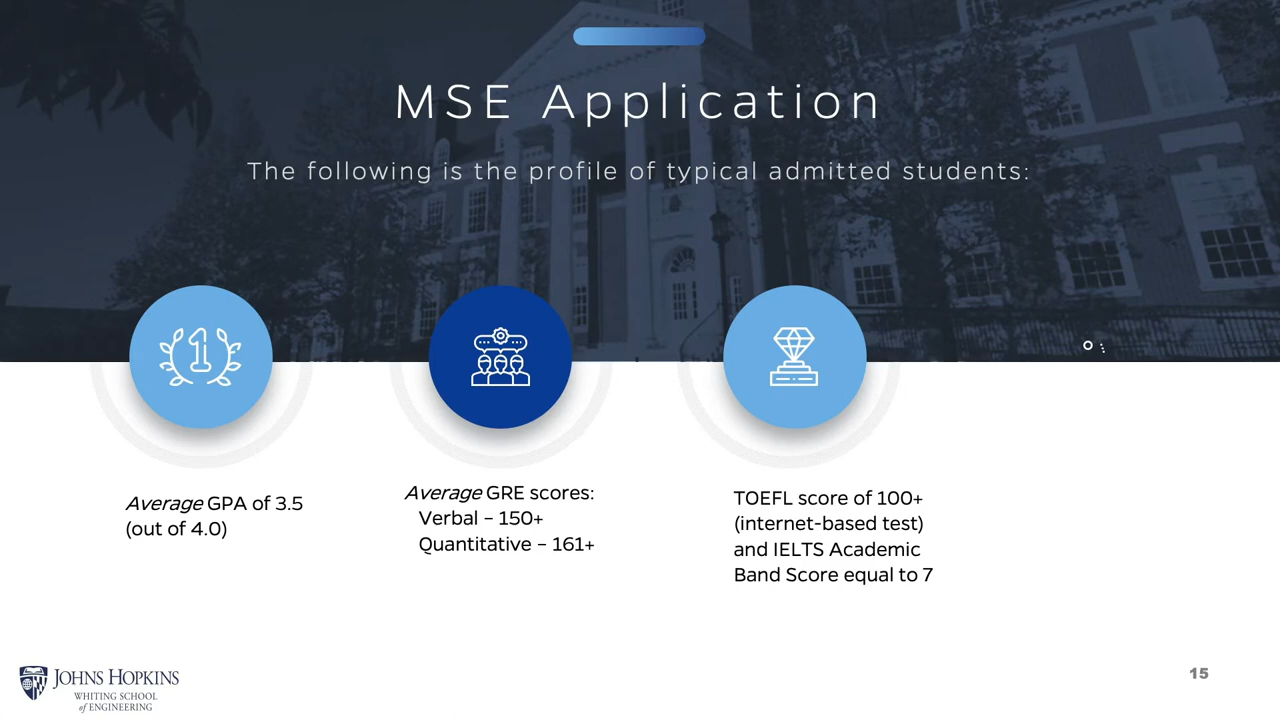 MSE Application
The following is the profile of typical admitted students:
1
Average GPA of 3.5
(out of 4.0)
Average GRE scores:
Verbal – 150+
Quantitative – 161+
TOEFL score of 100+
(internet-based test)
and IELTS Academic
Band Score equal to 7
JOHNS HOPKINS
WHITING SCHOOL
of ENGINEERING
15